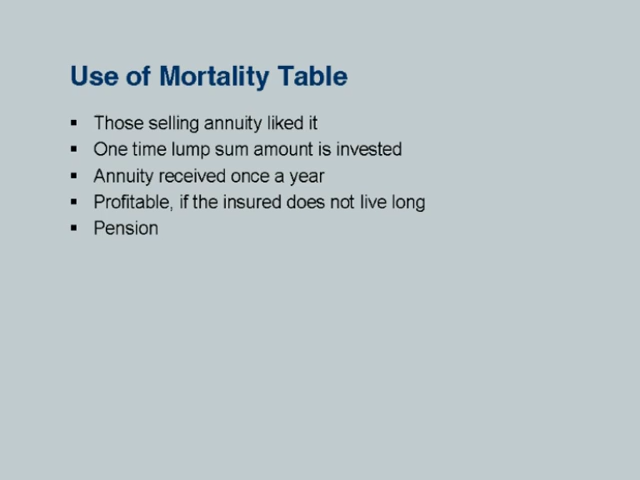 Use of Mortality Table
▪ Those selling annuity liked it
▪ One time lump sum amount is invested
▪ Annuity received once a year
▪ Profitable, if the insured does not live long
▪ Pension